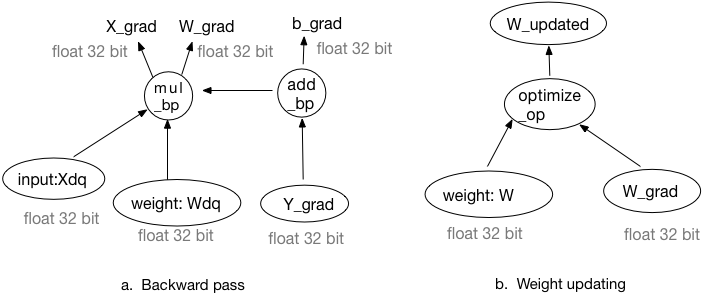 X_grad
W_grad
b_grad
float 32 bit
float 32 bit
float 32 bit
mul
_bp
add
_bp
input:Xdq
float 32 bit
weight: Wdq
float 32 bit
Y_grad
float 32 bit
a. Backward pass
W_updated
optimize
_op
weight: W
float 32 bit
W_grad
float 32 bit
b. Weight updating